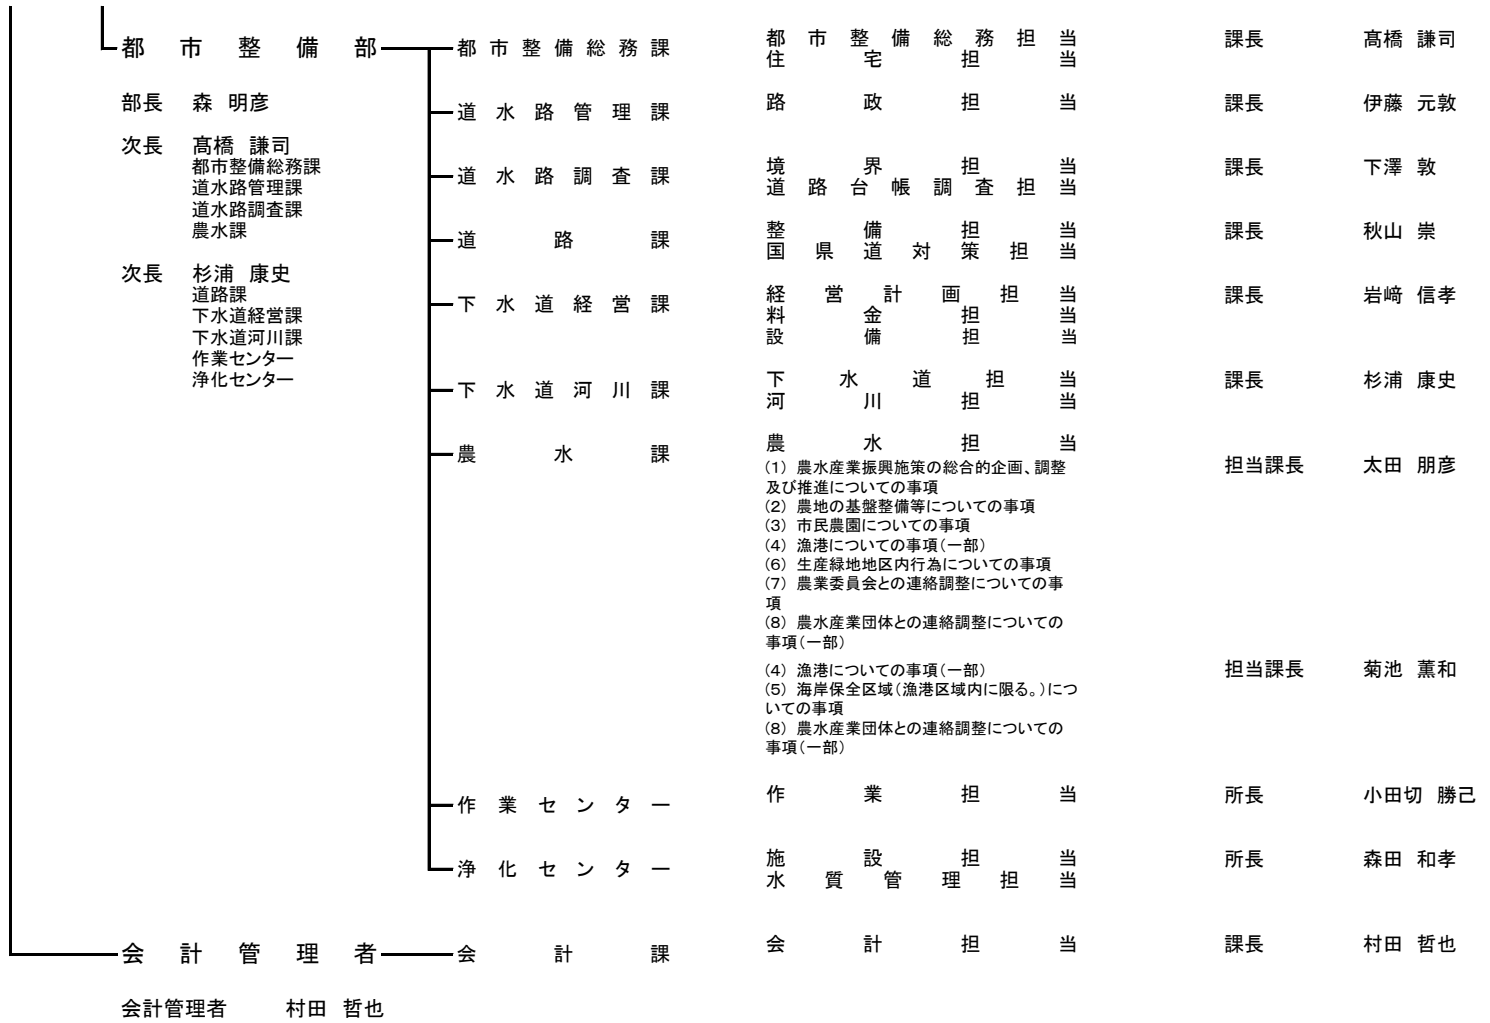 都市整備部
部長 森 明彦
次長 髙橋 謙司
都市整備総務課
道水路管理課
道水路調査課
農水課
次長 杉浦 康史
道路課
下水道経営課
下水道河川課
作業センター
浄化センター
都市整備総務課 都市整備総務担当 課長 髙橋 謙司
住宅担当
道水路管理課 路政担当 課長 伊藤 元敦
道水路調査課 境界担当 課長 下澤 敦
道路台帳調査担当
道路課 整備担当 課長 秋山 崇
国県道対策担当
下水道経営課 経営計画担当 課長 岩﨑 信孝
料金担当
設備担当
下水道河川課 下水道担当 課長 杉浦 康史
河川担当
農水課 農水担当
担当課長 太田 朋彦
(1) 農水産業振興施策の総合的企画、調整
及び推進についての事項
(2) 農地の基盤整備等についての事項
(3) 市民農園についての事項
(4) 漁港についての事項(一部)
(6) 生産緑地地区内行為についての事項
(7) 農業委員会との連絡調整についての事
項
(8) 農水産業団体との連絡調整についての
事項(一部)
(4) 漁港についての事項(一部) 担当課長 菊池 薫和
(5) 海岸保全区域(漁港区域内に限る。)につ
いての事項
(8) 農水産業団体との連絡調整についての
事項(一部)
作業センター 作業担当 所長 小田切 勝己
浄化センター 施設担当 所長 森田 和孝
水質管理担当
会計管理者 会計課 会計担当 課長 村田 哲也
会計管理者 村田 哲也